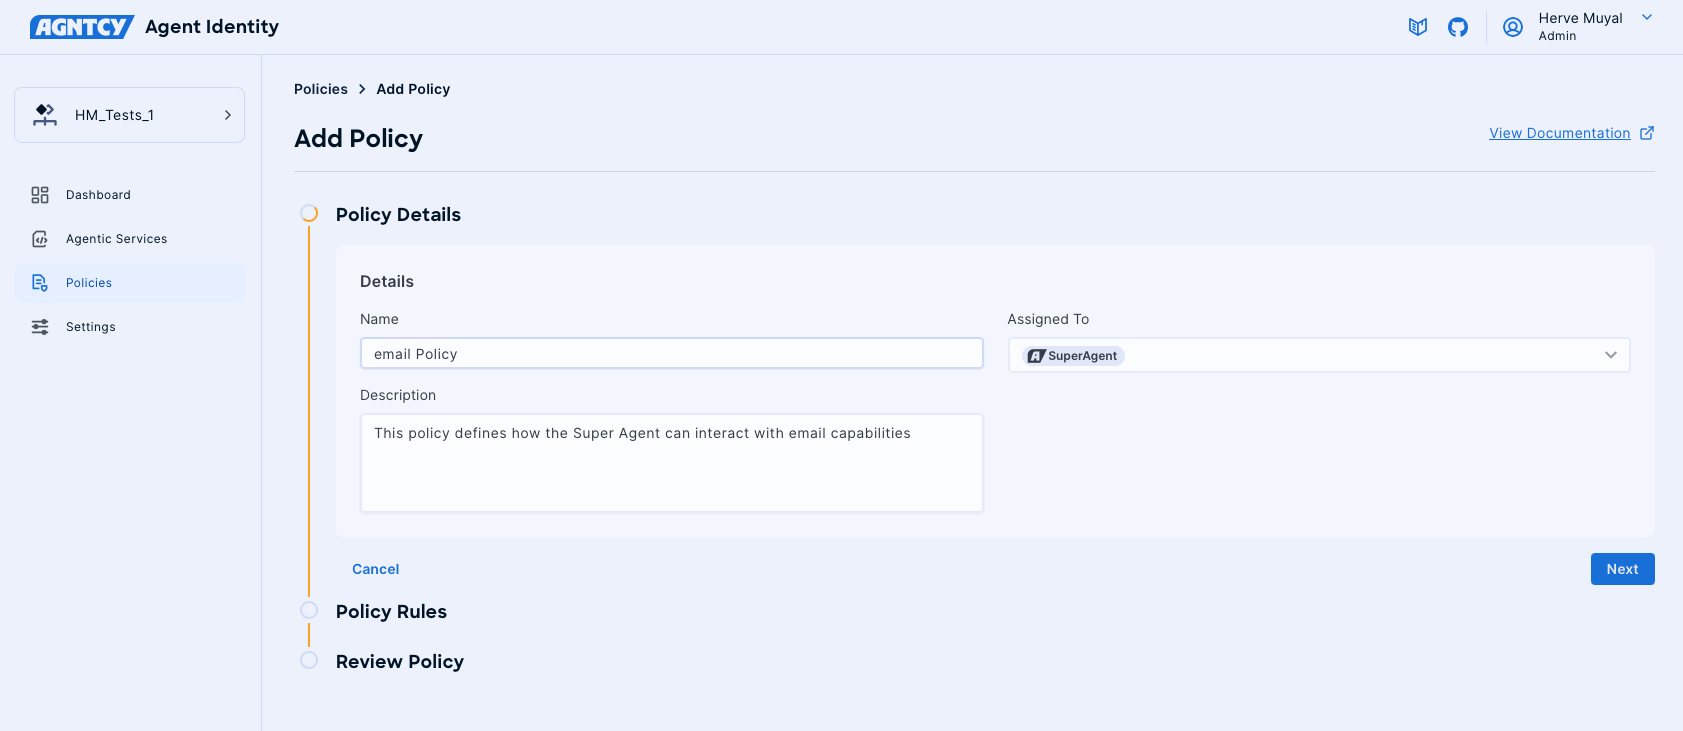 AGNTCY Agent Identity
Herve Muyal
Admin
HM_Tests_1
Dashboard
Agentic Services
Policies
Settings
Policies > Add Policy
Add Policy
View Documentation
Policy Details
Details
Name
email Policy
Assigned To
SuperAgent
Description
This policy defines how the Super Agent can interact with email capabilities
Cancel
Next
Policy Rules
Review Policy